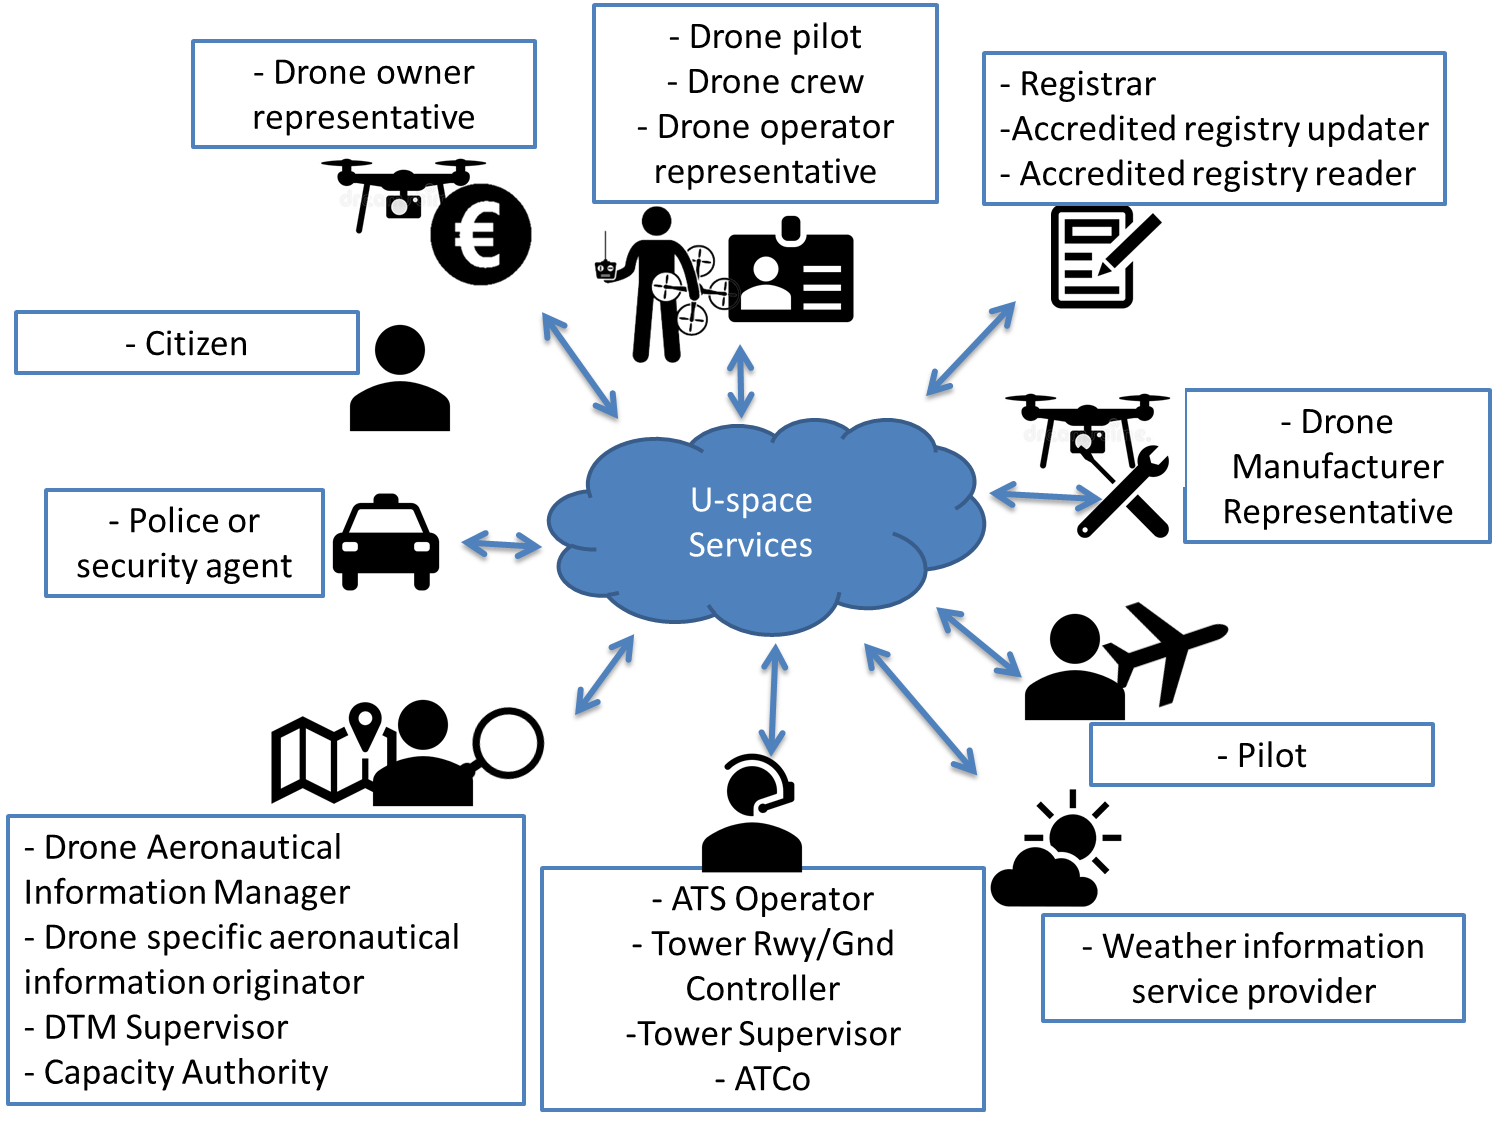 - Drone owner
representative
- Drone pilot
- Drone crew
- Drone operator
representative
- Registrar
-Accredited registry updater
- Accredited registry reader
€
- Citizen
- Drone
Manufacturer
Representative
- Police or
security agent
U-space
Services
- Pilot
- Drone Aeronautical
Information Manager
- Drone specific aeronautical
information originator
- DTM Supervisor
- Capacity Authority
- ATS Operator
- Tower Rwy/Gnd
Controller
-Tower Supervisor
- ATCo
- Weather information
service provider